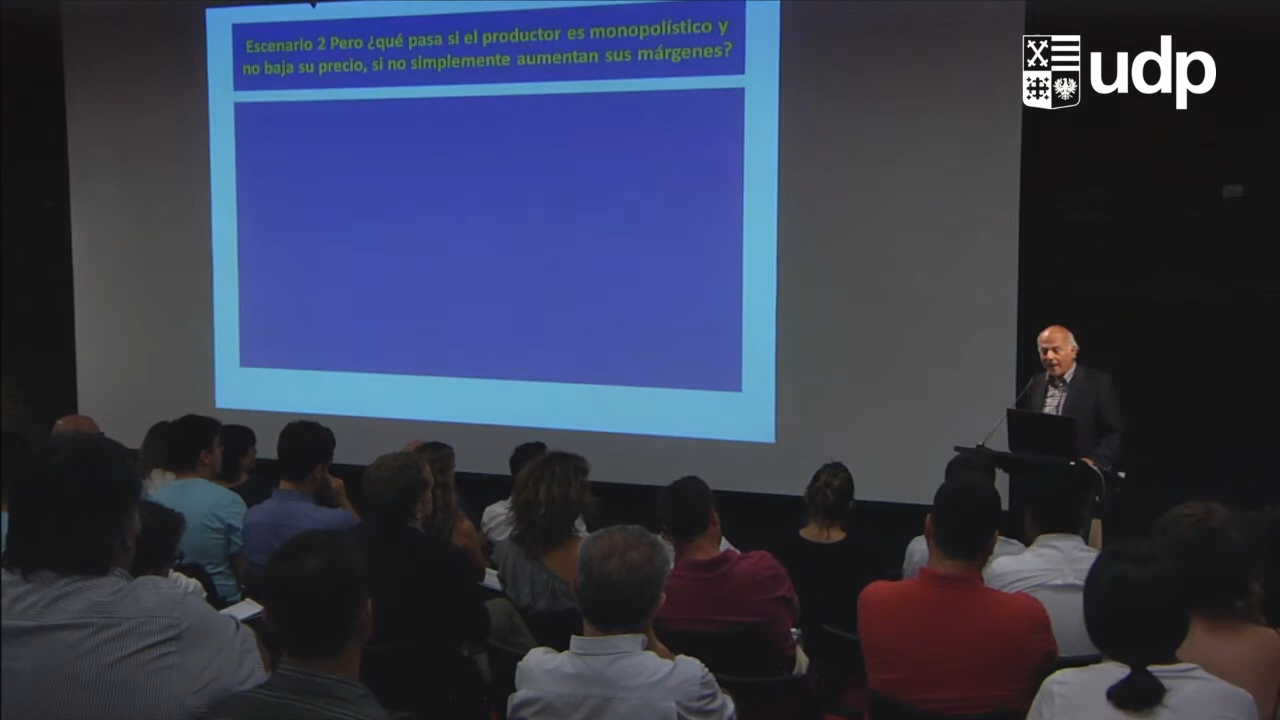 Escenario 2 Pero ¿qué pasa si el productor es monopolístico y
no baja su precio, si no simplemente aumentan sus márgenes?
udp